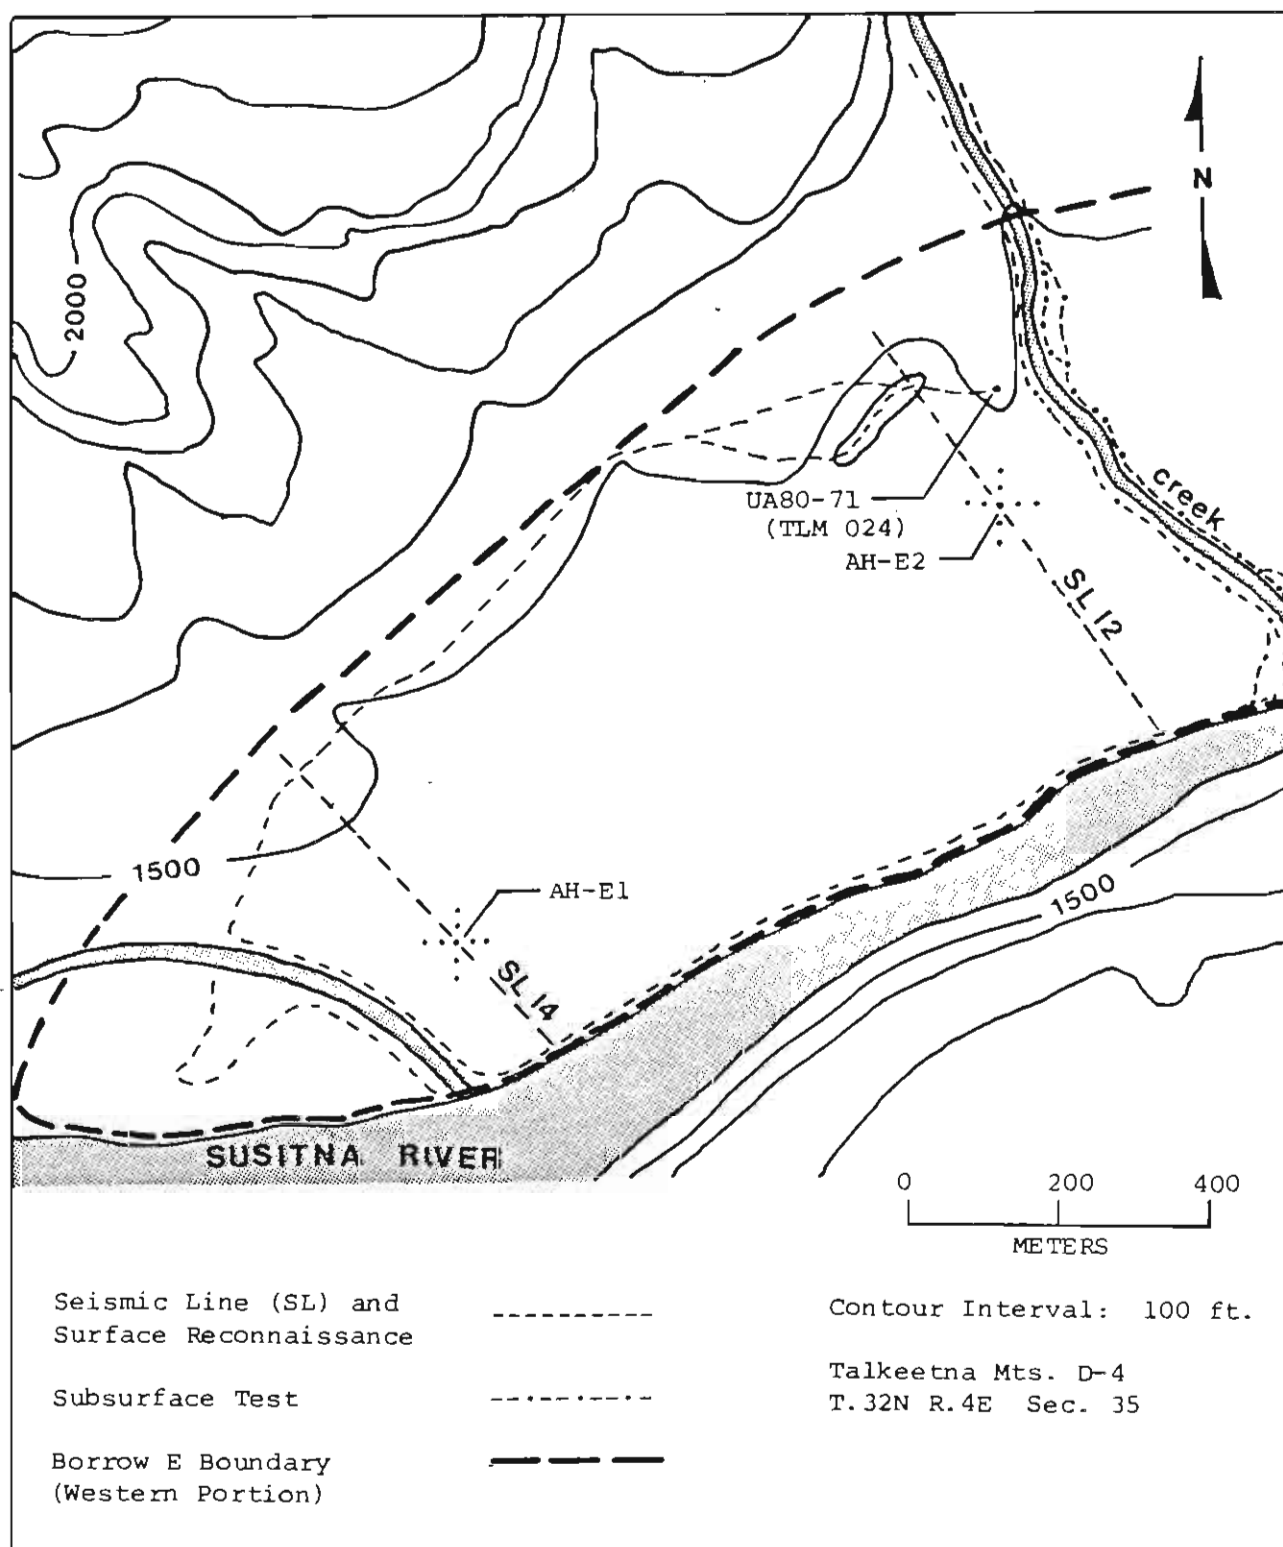 N
2000
creek
UA80-71
(TLM 024)
AH-E2
SL 12
1500
1500
AH-E1
SL 14
SUSITNA RIVER
0 200 400
METERS
Seismic Line (SL) and
Surface Reconnaissance
Contour Interval: 100 ft.
Subsurface Test
Talkeetna Mts. D-4
T.32N R.4E Sec. 35
Borrow E Boundary
(Western Portion)